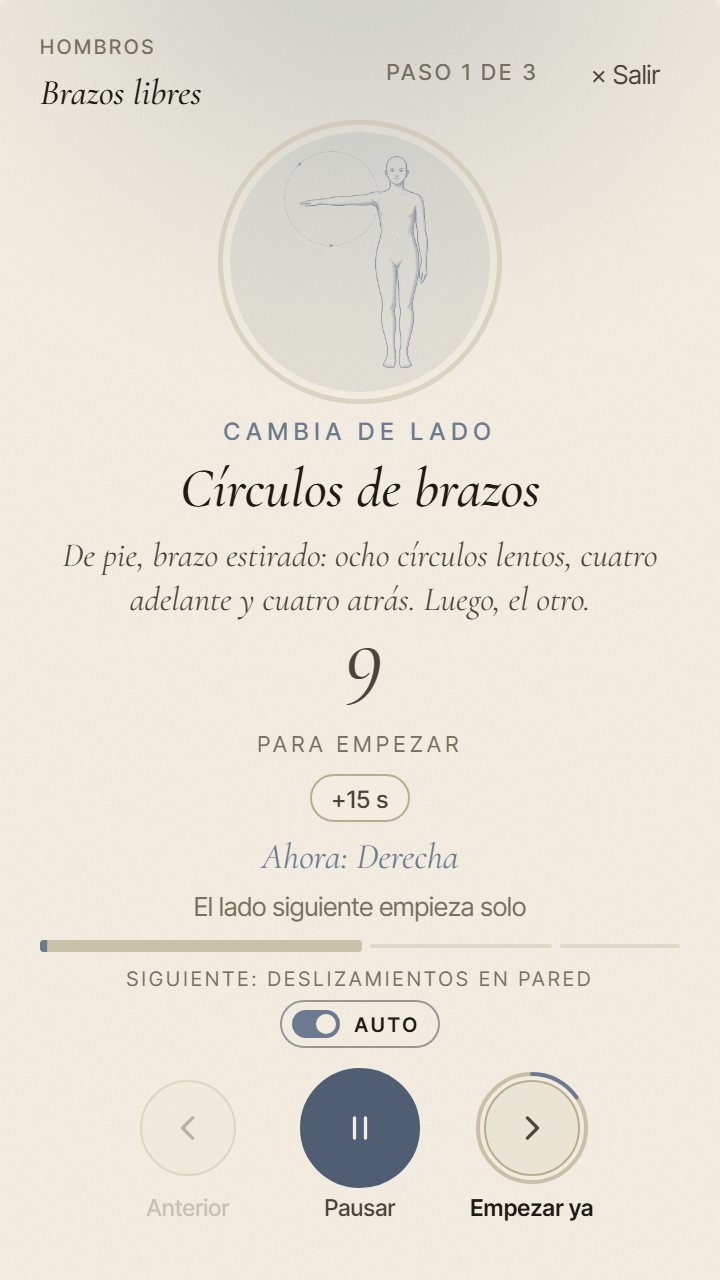 HOMBROS
Brazos libres
PASO 1 DE 3
× Salir
CAMBIA DE LADO
Círculos de brazos
De pie, brazo estirado: ocho círculos lentos, cuatro
adelante y cuatro atrás. Luego, el otro.
9
PARA EMPEZAR
+15 s
Ahora: Derecha
El lado siguiente empieza solo
SIGUIENTE: DESLIZAMIENTOS EN PARED
AUTO
Anterior
Pausar
Empezar ya